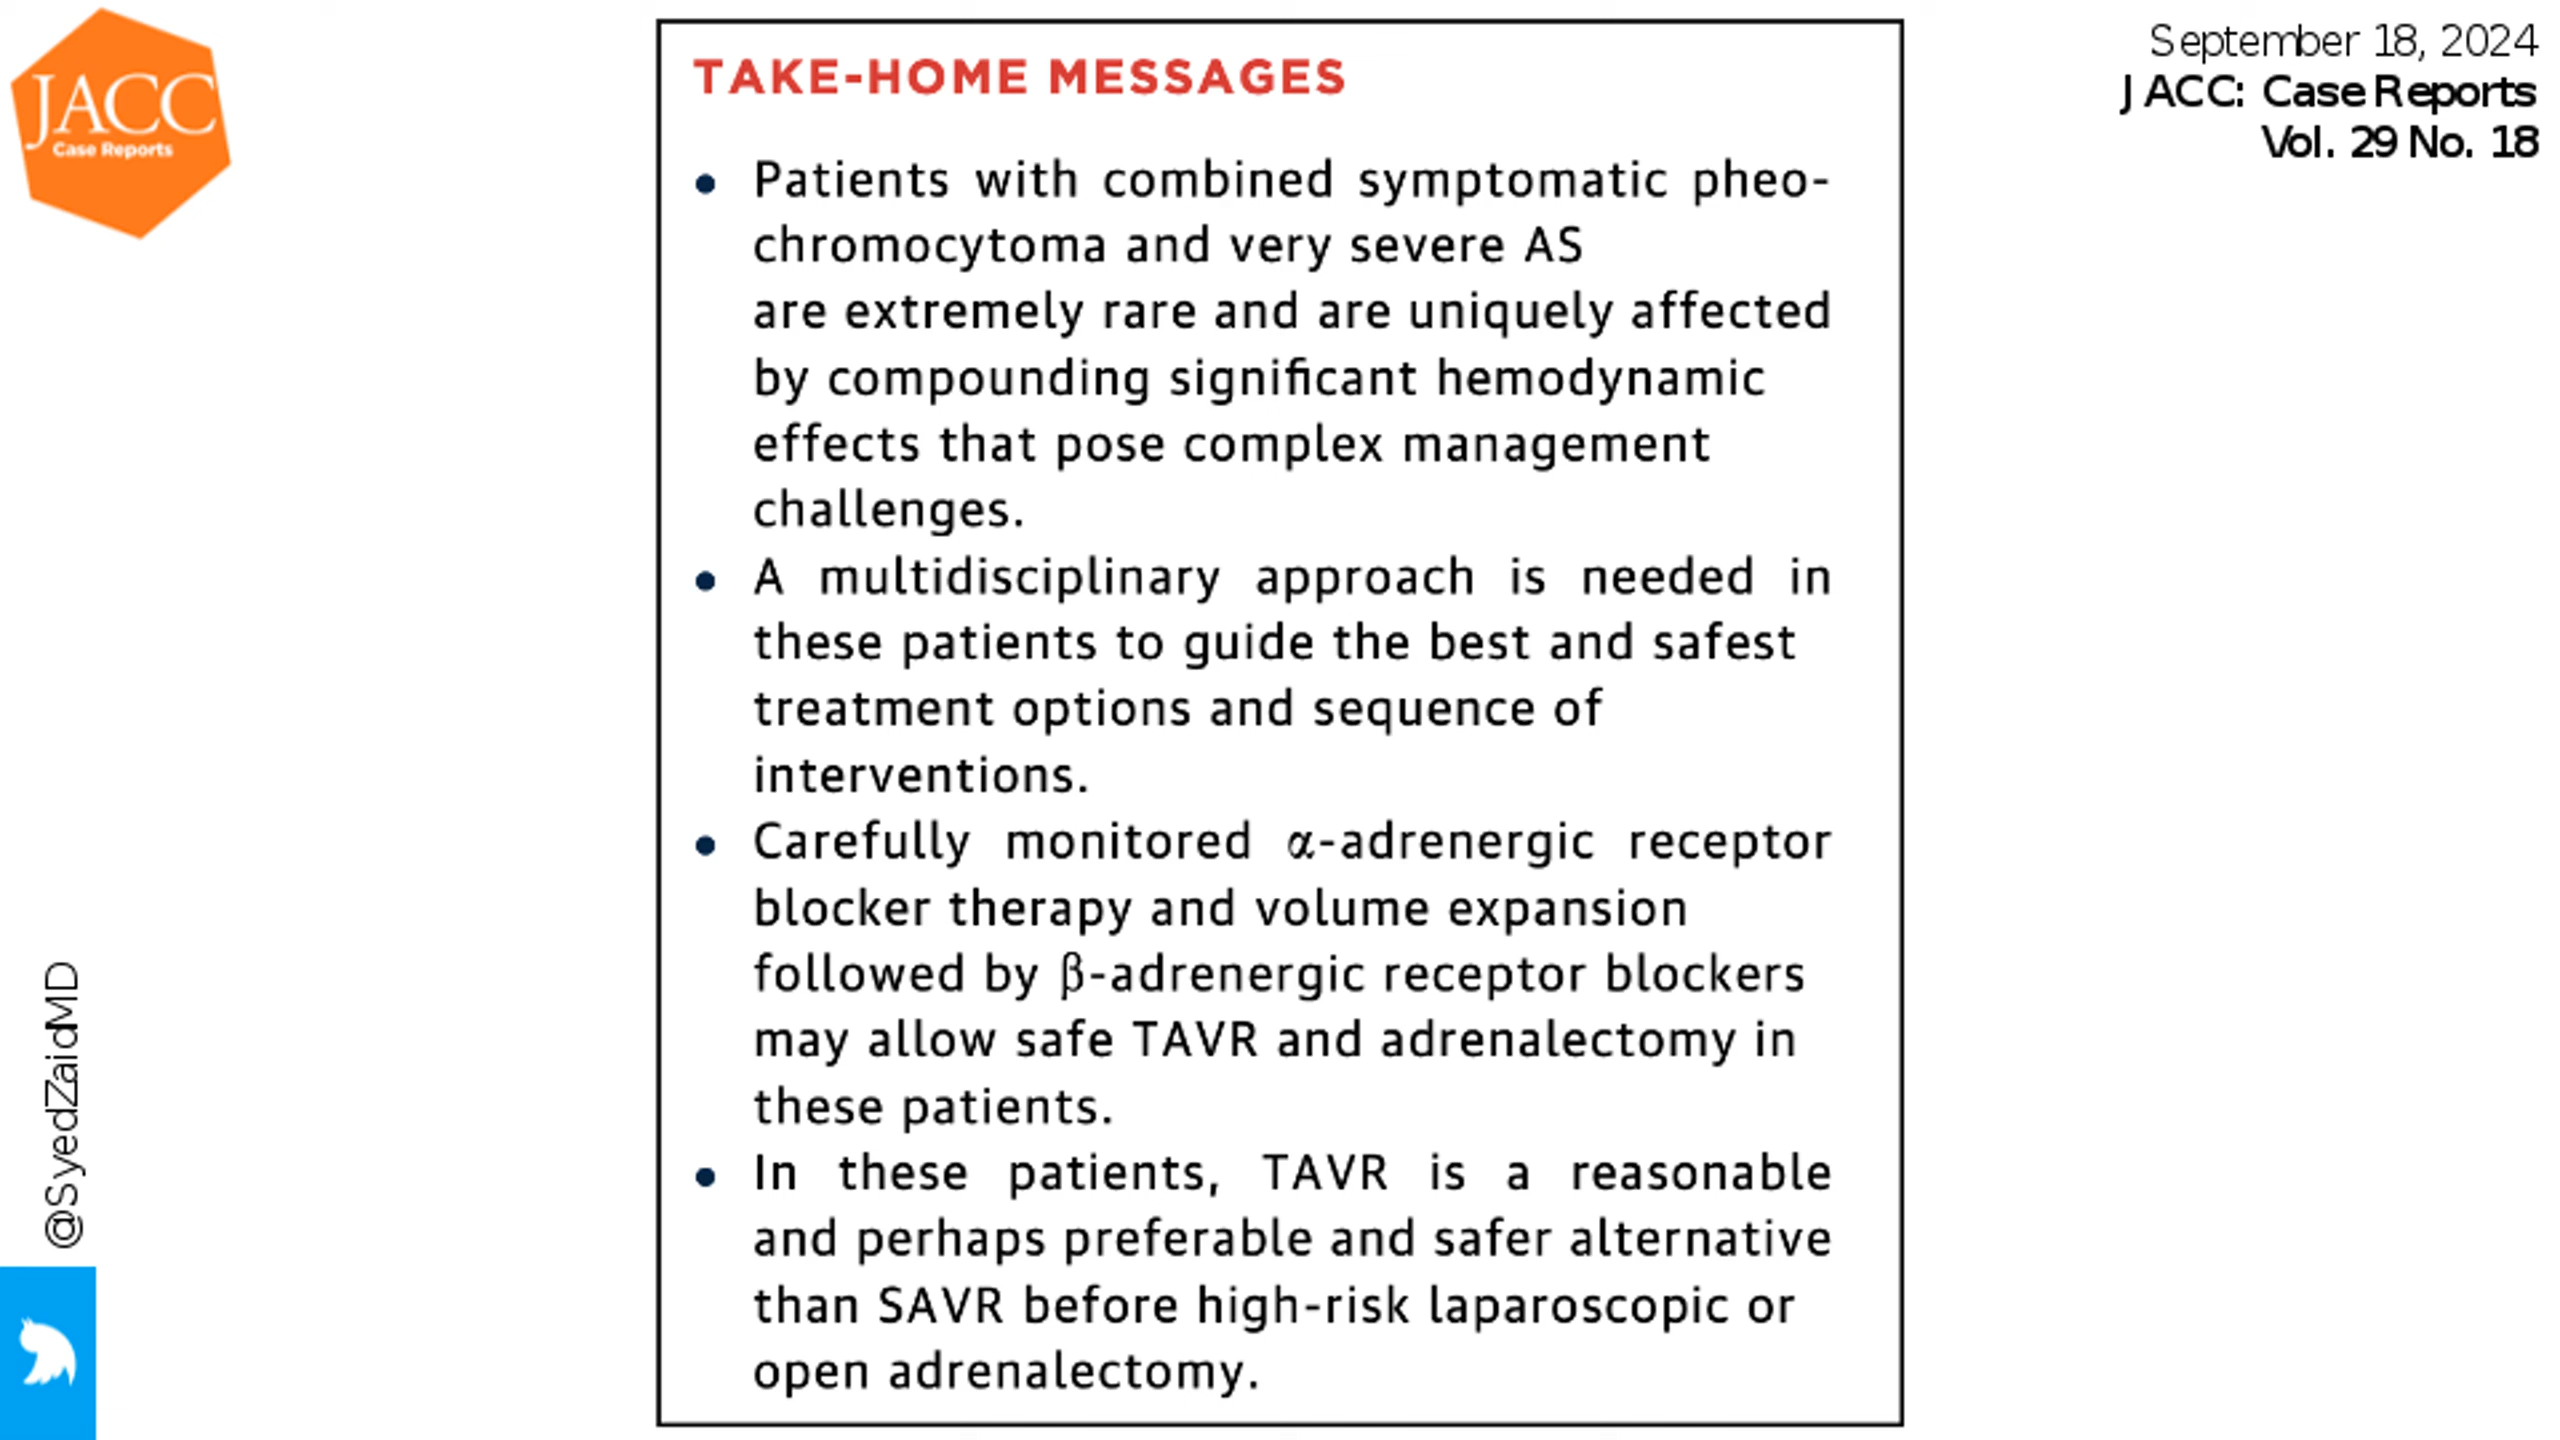 JACC
Case Reports
September 18, 2024
JACC: Case Reports
Vol. 29 No. 18
TAKE-HOME MESSAGES
• Patients with combined symptomatic pheo-
chromocytoma and very severe AS
are extremely rare and are uniquely affected
by compounding significant hemodynamic
effects that pose complex management
challenges.
• A multidisciplinary approach is needed in
these patients to guide the best and safest
treatment options and sequence of
interventions.
• Carefully monitored α-adrenergic receptor
blocker therapy and volume expansion
followed by β-adrenergic receptor blockers
may allow safe TAVR and adrenalectomy in
these patients.
• In these patients, TAVR is a reasonable
and perhaps preferable and safer alternative
than SAVR before high-risk laparoscopic or
open adrenalectomy.
@SyedZaidMD